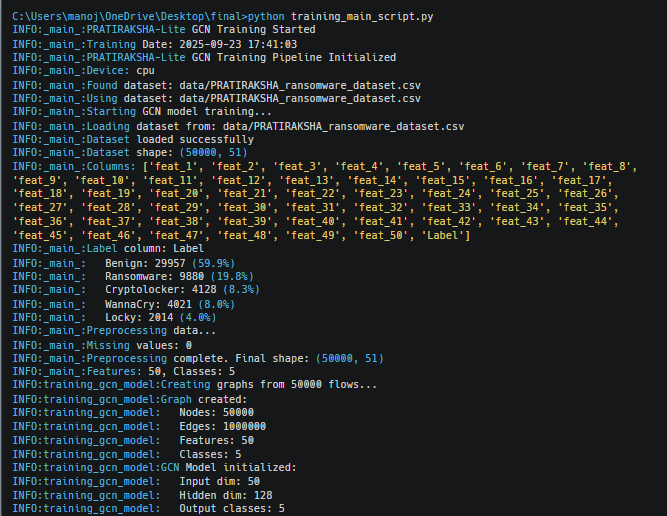 C:\Users\manoj\OneDrive\Desktop\final>python training_main_script.py
INFO:_main_:PRATIRAKSHA-Lite GCN Training Started
INFO:_main_:Training Date: 2025-09-23 17:41:03
INFO:_main_:PRATIRAKSHA-Lite GCN Training Pipeline Initialized
INFO:_main_:Device: cpu
INFO:_main_:Found dataset: data/PRATIRAKSHA_ransomware_dataset.csv
INFO:_main_:Using dataset: data/PRATIRAKSHA_ransomware_dataset.csv
INFO:_main_:Starting GCN model training...
INFO:_main_:Loading dataset from: data/PRATIRAKSHA_ransomware_dataset.csv
INFO:_main_:Dataset loaded successfully
INFO:_main_:Dataset shape: (50000, 51)
INFO:_main_:Columns: ['feat_1', 'feat_2', 'feat_3', 'feat_4', 'feat_5', 'feat_6', 'feat_7', 'feat_8',
'feat_9', 'feat_10', 'feat_11', 'feat_12', 'feat_13', 'feat_14', 'feat_15', 'feat_16', 'feat_17',
'feat_18', 'feat_19', 'feat_20', 'feat_21', 'feat_22', 'feat_23', 'feat_24', 'feat_25', 'feat_26',
'feat_27', 'feat_28', 'feat_29', 'feat_30', 'feat_31', 'feat_32', 'feat_33', 'feat_34', 'feat_35',
'feat_36', 'feat_37', 'feat_38', 'feat_39', 'feat_40', 'feat_41', 'feat_42', 'feat_43', 'feat_44',
'feat_45', 'feat_46', 'feat_47', 'feat_48', 'feat_49', 'feat_50', 'Label']
INFO:_main_:Label column: Label
INFO:_main_:   Benign: 29957 (59.9%)
INFO:_main_:   Ransomware: 9880 (19.8%)
INFO:_main_:   Cryptolocker: 4128 (8.3%)
INFO:_main_:   WannaCry: 4021 (8.0%)
INFO:_main_:   Locky: 2014 (4.0%)
INFO:_main_:Preprocessing data...
INFO:_main_:Missing values: 0
INFO:_main_:Preprocessing complete. Final shape: (50000, 51)
INFO:_main_:Features: 50, Classes: 5
INFO:training_gcn_model:Creating graphs from 50000 flows...
INFO:training_gcn_model:Graph created:
INFO:training_gcn_model:   Nodes: 50000
INFO:training_gcn_model:   Edges: 1000000
INFO:training_gcn_model:   Features: 50
INFO:training_gcn_model:   Classes: 5
INFO:training_gcn_model:GCN Model initialized:
INFO:training_gcn_model:   Input dim: 50
INFO:training_gcn_model:   Hidden dim: 128
INFO:training_gcn_model:   Output classes: 5